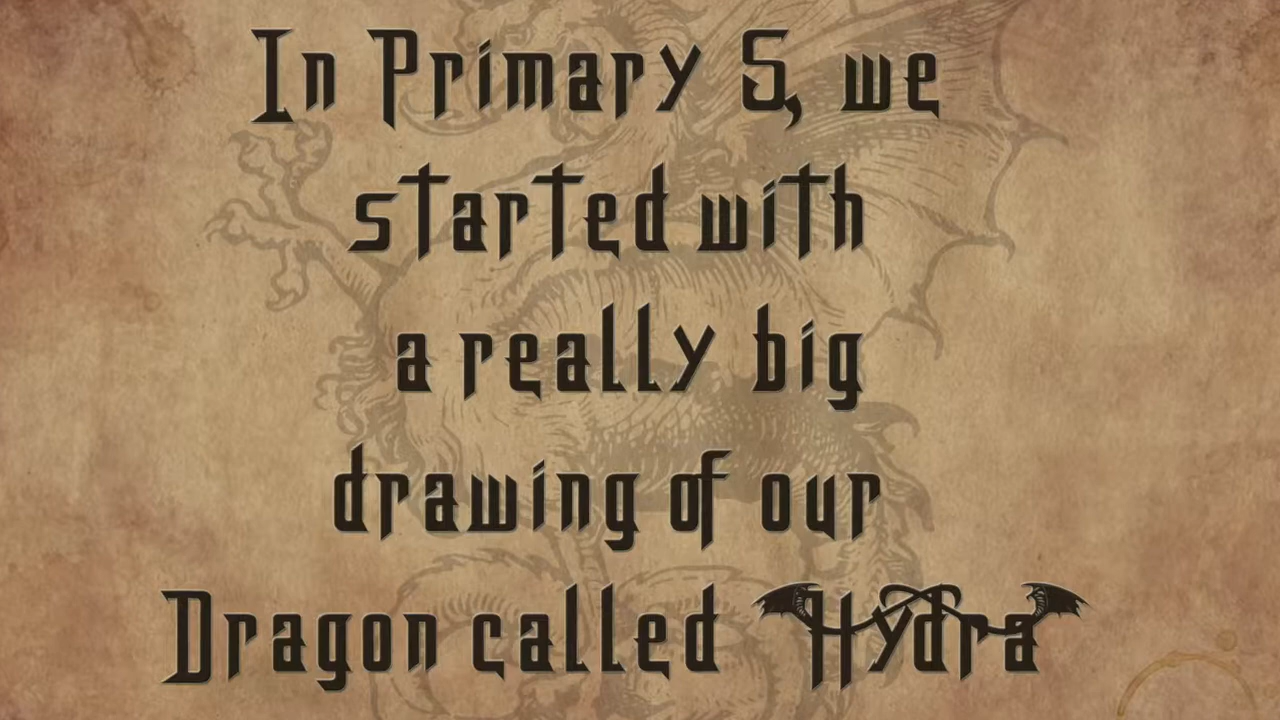 In Primary 5, we
started with
a really big
drawing of our
Dragon called Hydra